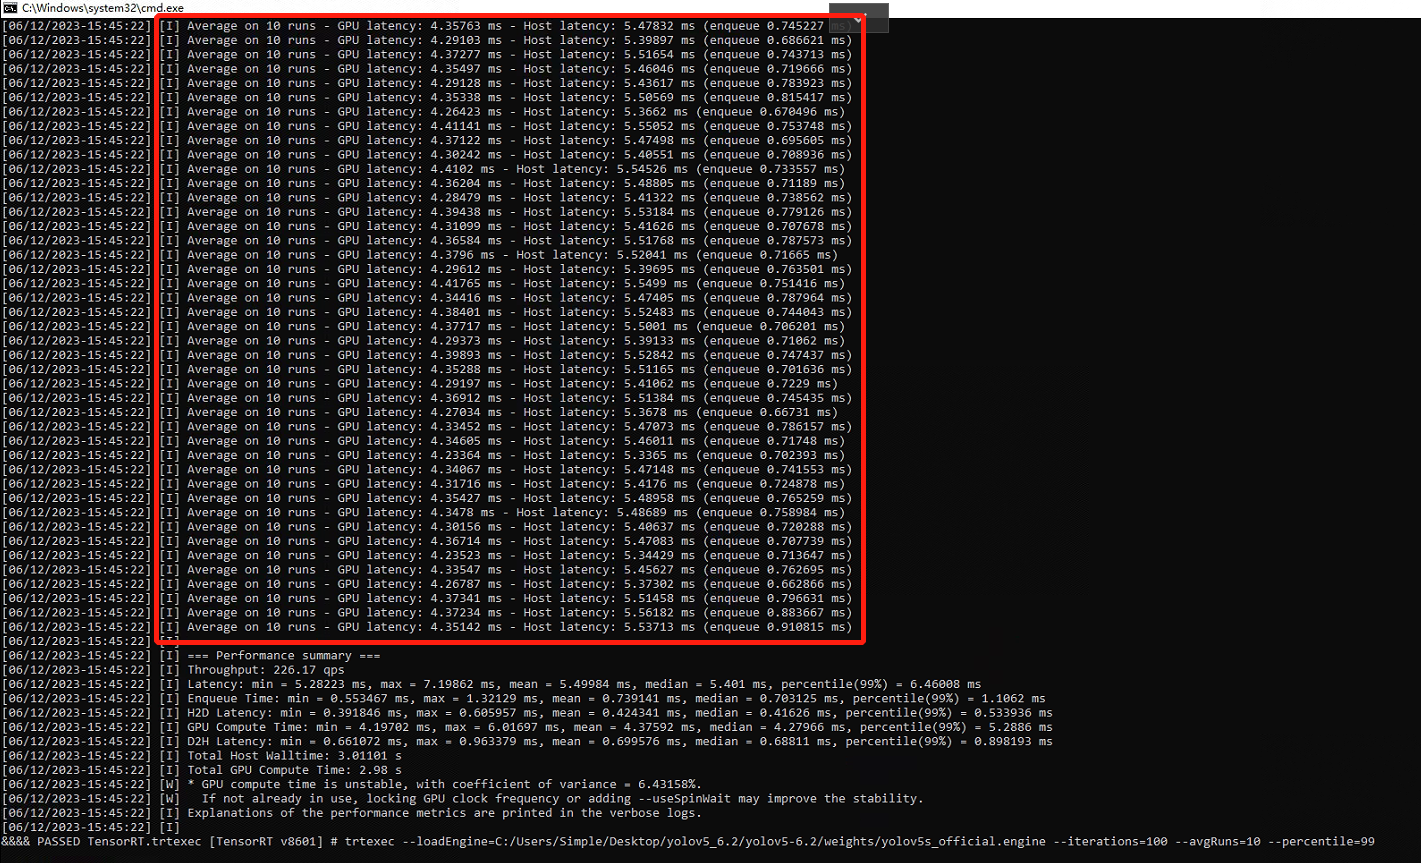 C:\Windows\system32\cmd.exe
[06/12/2023-15:45:22] [I] Average on 10 runs - GPU latency: 4.35763 ms - Host latency: 5.47832 ms (enqueue 0.745227 ms)
[06/12/2023-15:45:22] [I] Average on 10 runs - GPU latency: 4.29103 ms - Host latency: 5.39897 ms (enqueue 0.686621 ms)
[06/12/2023-15:45:22] [I] Average on 10 runs - GPU latency: 4.37277 ms - Host latency: 5.51654 ms (enqueue 0.743713 ms)
[06/12/2023-15:45:22] [I] Average on 10 runs - GPU latency: 4.35497 ms - Host latency: 5.46046 ms (enqueue 0.719666 ms)
[06/12/2023-15:45:22] [I] Average on 10 runs - GPU latency: 4.29128 ms - Host latency: 5.43617 ms (enqueue 0.783923 ms)
[06/12/2023-15:45:22] [I] Average on 10 runs - GPU latency: 4.35338 ms - Host latency: 5.50569 ms (enqueue 0.815417 ms)
[06/12/2023-15:45:22] [I] Average on 10 runs - GPU latency: 4.26423 ms - Host latency: 5.3662 ms (enqueue 0.670496 ms)
[06/12/2023-15:45:22] [I] Average on 10 runs - GPU latency: 4.41141 ms - Host latency: 5.55052 ms (enqueue 0.753748 ms)
[06/12/2023-15:45:22] [I] Average on 10 runs - GPU latency: 4.37122 ms - Host latency: 5.47498 ms (enqueue 0.695605 ms)
[06/12/2023-15:45:22] [I] Average on 10 runs - GPU latency: 4.30242 ms - Host latency: 5.40551 ms (enqueue 0.708936 ms)
[06/12/2023-15:45:22] [I] Average on 10 runs - GPU latency: 4.4102 ms - Host latency: 5.54526 ms (enqueue 0.733557 ms)
[06/12/2023-15:45:22] [I] Average on 10 runs - GPU latency: 4.36204 ms - Host latency: 5.48805 ms (enqueue 0.71189 ms)
[06/12/2023-15:45:22] [I] Average on 10 runs - GPU latency: 4.28479 ms - Host latency: 5.41322 ms (enqueue 0.738562 ms)
[06/12/2023-15:45:22] [I] Average on 10 runs - GPU latency: 4.39438 ms - Host latency: 5.53184 ms (enqueue 0.779126 ms)
[06/12/2023-15:45:22] [I] Average on 10 runs - GPU latency: 4.31099 ms - Host latency: 5.41626 ms (enqueue 0.707678 ms)
[06/12/2023-15:45:22] [I] Average on 10 runs - GPU latency: 4.36584 ms - Host latency: 5.51768 ms (enqueue 0.787573 ms)
[06/12/2023-15:45:22] [I] Average on 10 runs - GPU latency: 4.3796 ms - Host latency: 5.52041 ms (enqueue 0.71665 ms)
[06/12/2023-15:45:22] [I] Average on 10 runs - GPU latency: 4.29612 ms - Host latency: 5.39695 ms (enqueue 0.763501 ms)
[06/12/2023-15:45:22] [I] Average on 10 runs - GPU latency: 4.41765 ms - Host latency: 5.5499 ms (enqueue 0.751416 ms)
[06/12/2023-15:45:22] [I] Average on 10 runs - GPU latency: 4.34416 ms - Host latency: 5.47405 ms (enqueue 0.787964 ms)
[06/12/2023-15:45:22] [I] Average on 10 runs - GPU latency: 4.38401 ms - Host latency: 5.52483 ms (enqueue 0.744043 ms)
[06/12/2023-15:45:22] [I] Average on 10 runs - GPU latency: 4.37717 ms - Host latency: 5.5001 ms (enqueue 0.706201 ms)
[06/12/2023-15:45:22] [I] Average on 10 runs - GPU latency: 4.29373 ms - Host latency: 5.39133 ms (enqueue 0.71062 ms)
[06/12/2023-15:45:22] [I] Average on 10 runs - GPU latency: 4.39893 ms - Host latency: 5.52842 ms (enqueue 0.747437 ms)
[06/12/2023-15:45:22] [I] Average on 10 runs - GPU latency: 4.35288 ms - Host latency: 5.51165 ms (enqueue 0.701636 ms)
[06/12/2023-15:45:22] [I] Average on 10 runs - GPU latency: 4.29197 ms - Host latency: 5.41062 ms (enqueue 0.7229 ms)
[06/12/2023-15:45:22] [I] Average on 10 runs - GPU latency: 4.36912 ms - Host latency: 5.51384 ms (enqueue 0.745435 ms)
[06/12/2023-15:45:22] [I] Average on 10 runs - GPU latency: 4.27034 ms - Host latency: 5.3678 ms (enqueue 0.66731 ms)
[06/12/2023-15:45:22] [I] Average on 10 runs - GPU latency: 4.33452 ms - Host latency: 5.47073 ms (enqueue 0.786157 ms)
[06/12/2023-15:45:22] [I] Average on 10 runs - GPU latency: 4.34605 ms - Host latency: 5.46011 ms (enqueue 0.71748 ms)
[06/12/2023-15:45:22] [I] Average on 10 runs - GPU latency: 4.23364 ms - Host latency: 5.3365 ms (enqueue 0.702393 ms)
[06/12/2023-15:45:22] [I] Average on 10 runs - GPU latency: 4.34067 ms - Host latency: 5.47148 ms (enqueue 0.741553 ms)
[06/12/2023-15:45:22] [I] Average on 10 runs - GPU latency: 4.31716 ms - Host latency: 5.4176 ms (enqueue 0.724878 ms)
[06/12/2023-15:45:22] [I] Average on 10 runs - GPU latency: 4.35427 ms - Host latency: 5.48958 ms (enqueue 0.765259 ms)
[06/12/2023-15:45:22] [I] Average on 10 runs - GPU latency: 4.3478 ms - Host latency: 5.48689 ms (enqueue 0.758984 ms)
[06/12/2023-15:45:22] [I] Average on 10 runs - GPU latency: 4.30156 ms - Host latency: 5.40637 ms (enqueue 0.720288 ms)
[06/12/2023-15:45:22] [I] Average on 10 runs - GPU latency: 4.36714 ms - Host latency: 5.47083 ms (enqueue 0.707739 ms)
[06/12/2023-15:45:22] [I] Average on 10 runs - GPU latency: 4.23523 ms - Host latency: 5.34429 ms (enqueue 0.713647 ms)
[06/12/2023-15:45:22] [I] Average on 10 runs - GPU latency: 4.33547 ms - Host latency: 5.45627 ms (enqueue 0.762695 ms)
[06/12/2023-15:45:22] [I] Average on 10 runs - GPU latency: 4.26787 ms - Host latency: 5.37302 ms (enqueue 0.662866 ms)
[06/12/2023-15:45:22] [I] Average on 10 runs - GPU latency: 4.37341 ms - Host latency: 5.51458 ms (enqueue 0.796631 ms)
[06/12/2023-15:45:22] [I] Average on 10 runs - GPU latency: 4.37234 ms - Host latency: 5.56182 ms (enqueue 0.883667 ms)
[06/12/2023-15:45:22] [I] Average on 10 runs - GPU latency: 4.35142 ms - Host latency: 5.53713 ms (enqueue 0.910815 ms)
[06/12/2023-15:45:22] [I]
[06/12/2023-15:45:22] [I] === Performance summary ===
[06/12/2023-15:45:22] [I] Throughput: 226.17 qps
[06/12/2023-15:45:22] [I] Latency: min = 5.28223 ms, max = 7.19862 ms, mean = 5.49984 ms, median = 5.401 ms, percentile(99%) = 6.46008 ms
[06/12/2023-15:45:22] [I] Enqueue Time: min = 0.553467 ms, max = 1.32129 ms, mean = 0.739141 ms, median = 0.703125 ms, percentile(99%) = 1.1062 ms
[06/12/2023-15:45:22] [I] H2D Latency: min = 0.391846 ms, max = 0.605957 ms, mean = 0.424341 ms, median = 0.41626 ms, percentile(99%) = 0.533936 ms
[06/12/2023-15:45:22] [I] GPU Compute Time: min = 4.19702 ms, max = 6.01697 ms, mean = 4.37592 ms, median = 4.27966 ms, percentile(99%) = 5.2886 ms
[06/12/2023-15:45:22] [I] D2H Latency: min = 0.661072 ms, max = 0.963379 ms, mean = 0.699576 ms, median = 0.68811 ms, percentile(99%) = 0.898193 ms
[06/12/2023-15:45:22] [I] Total Host Walltime: 3.01101 s
[06/12/2023-15:45:22] [I] Total GPU Compute Time: 2.98 s
[06/12/2023-15:45:22] [W] * GPU compute time is unstable, with coefficient of variance = 6.43158%.
[06/12/2023-15:45:22] [W]   If not already in use, locking GPU clock frequency or adding --useSpinWait may improve the stability.
[06/12/2023-15:45:22] [I] Explanations of the performance metrics are printed in the verbose logs.
[06/12/2023-15:45:22] [I]
&&&& PASSED TensorRT.trtexec [TensorRT v8601] # trtexec --loadEngine=C:/Users/Simple/Desktop/yolov5_6.2/yolov5-6.2/weights/yolov5s_official.engine --iterations=100 --avgRuns=10 --percentile=99